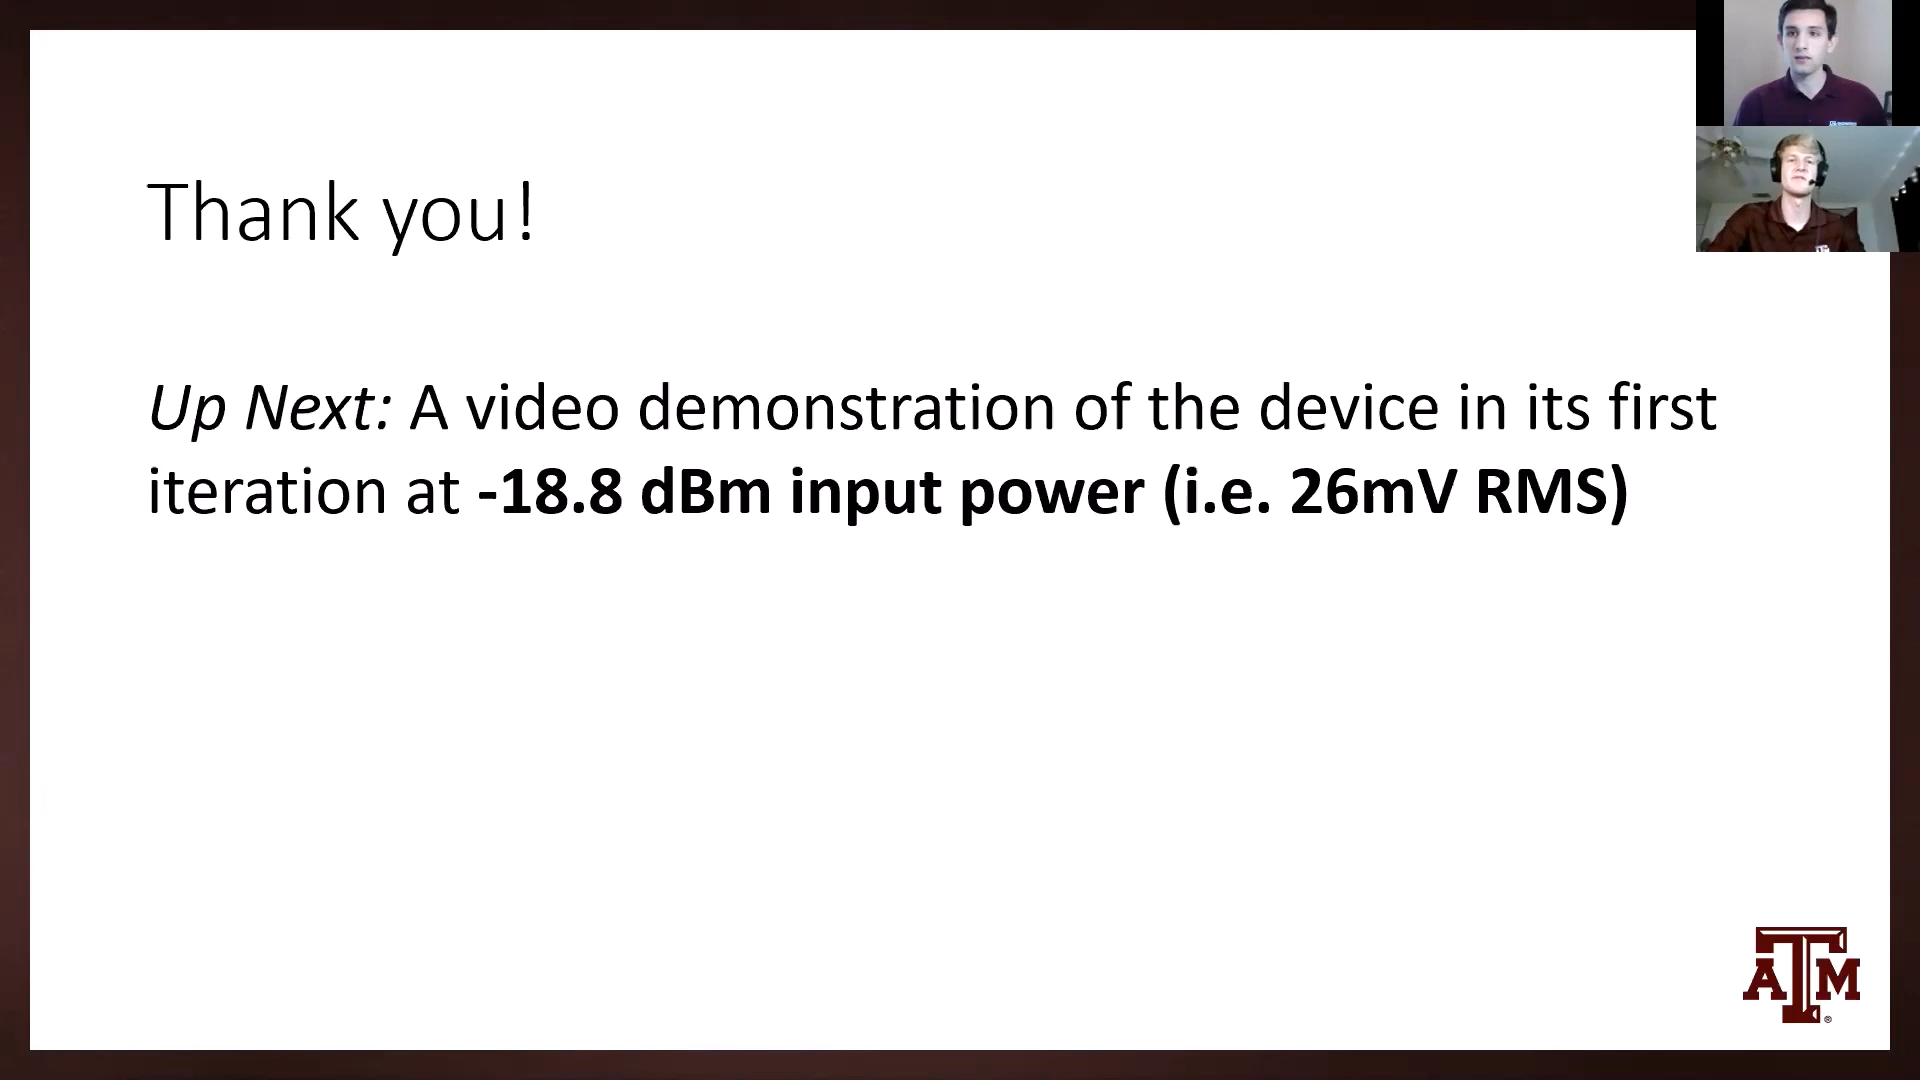 Thank you!
Up Next: A video demonstration of the device in its first
iteration at -18.8 dBm input power (i.e. 26mV RMS)
ATM
®